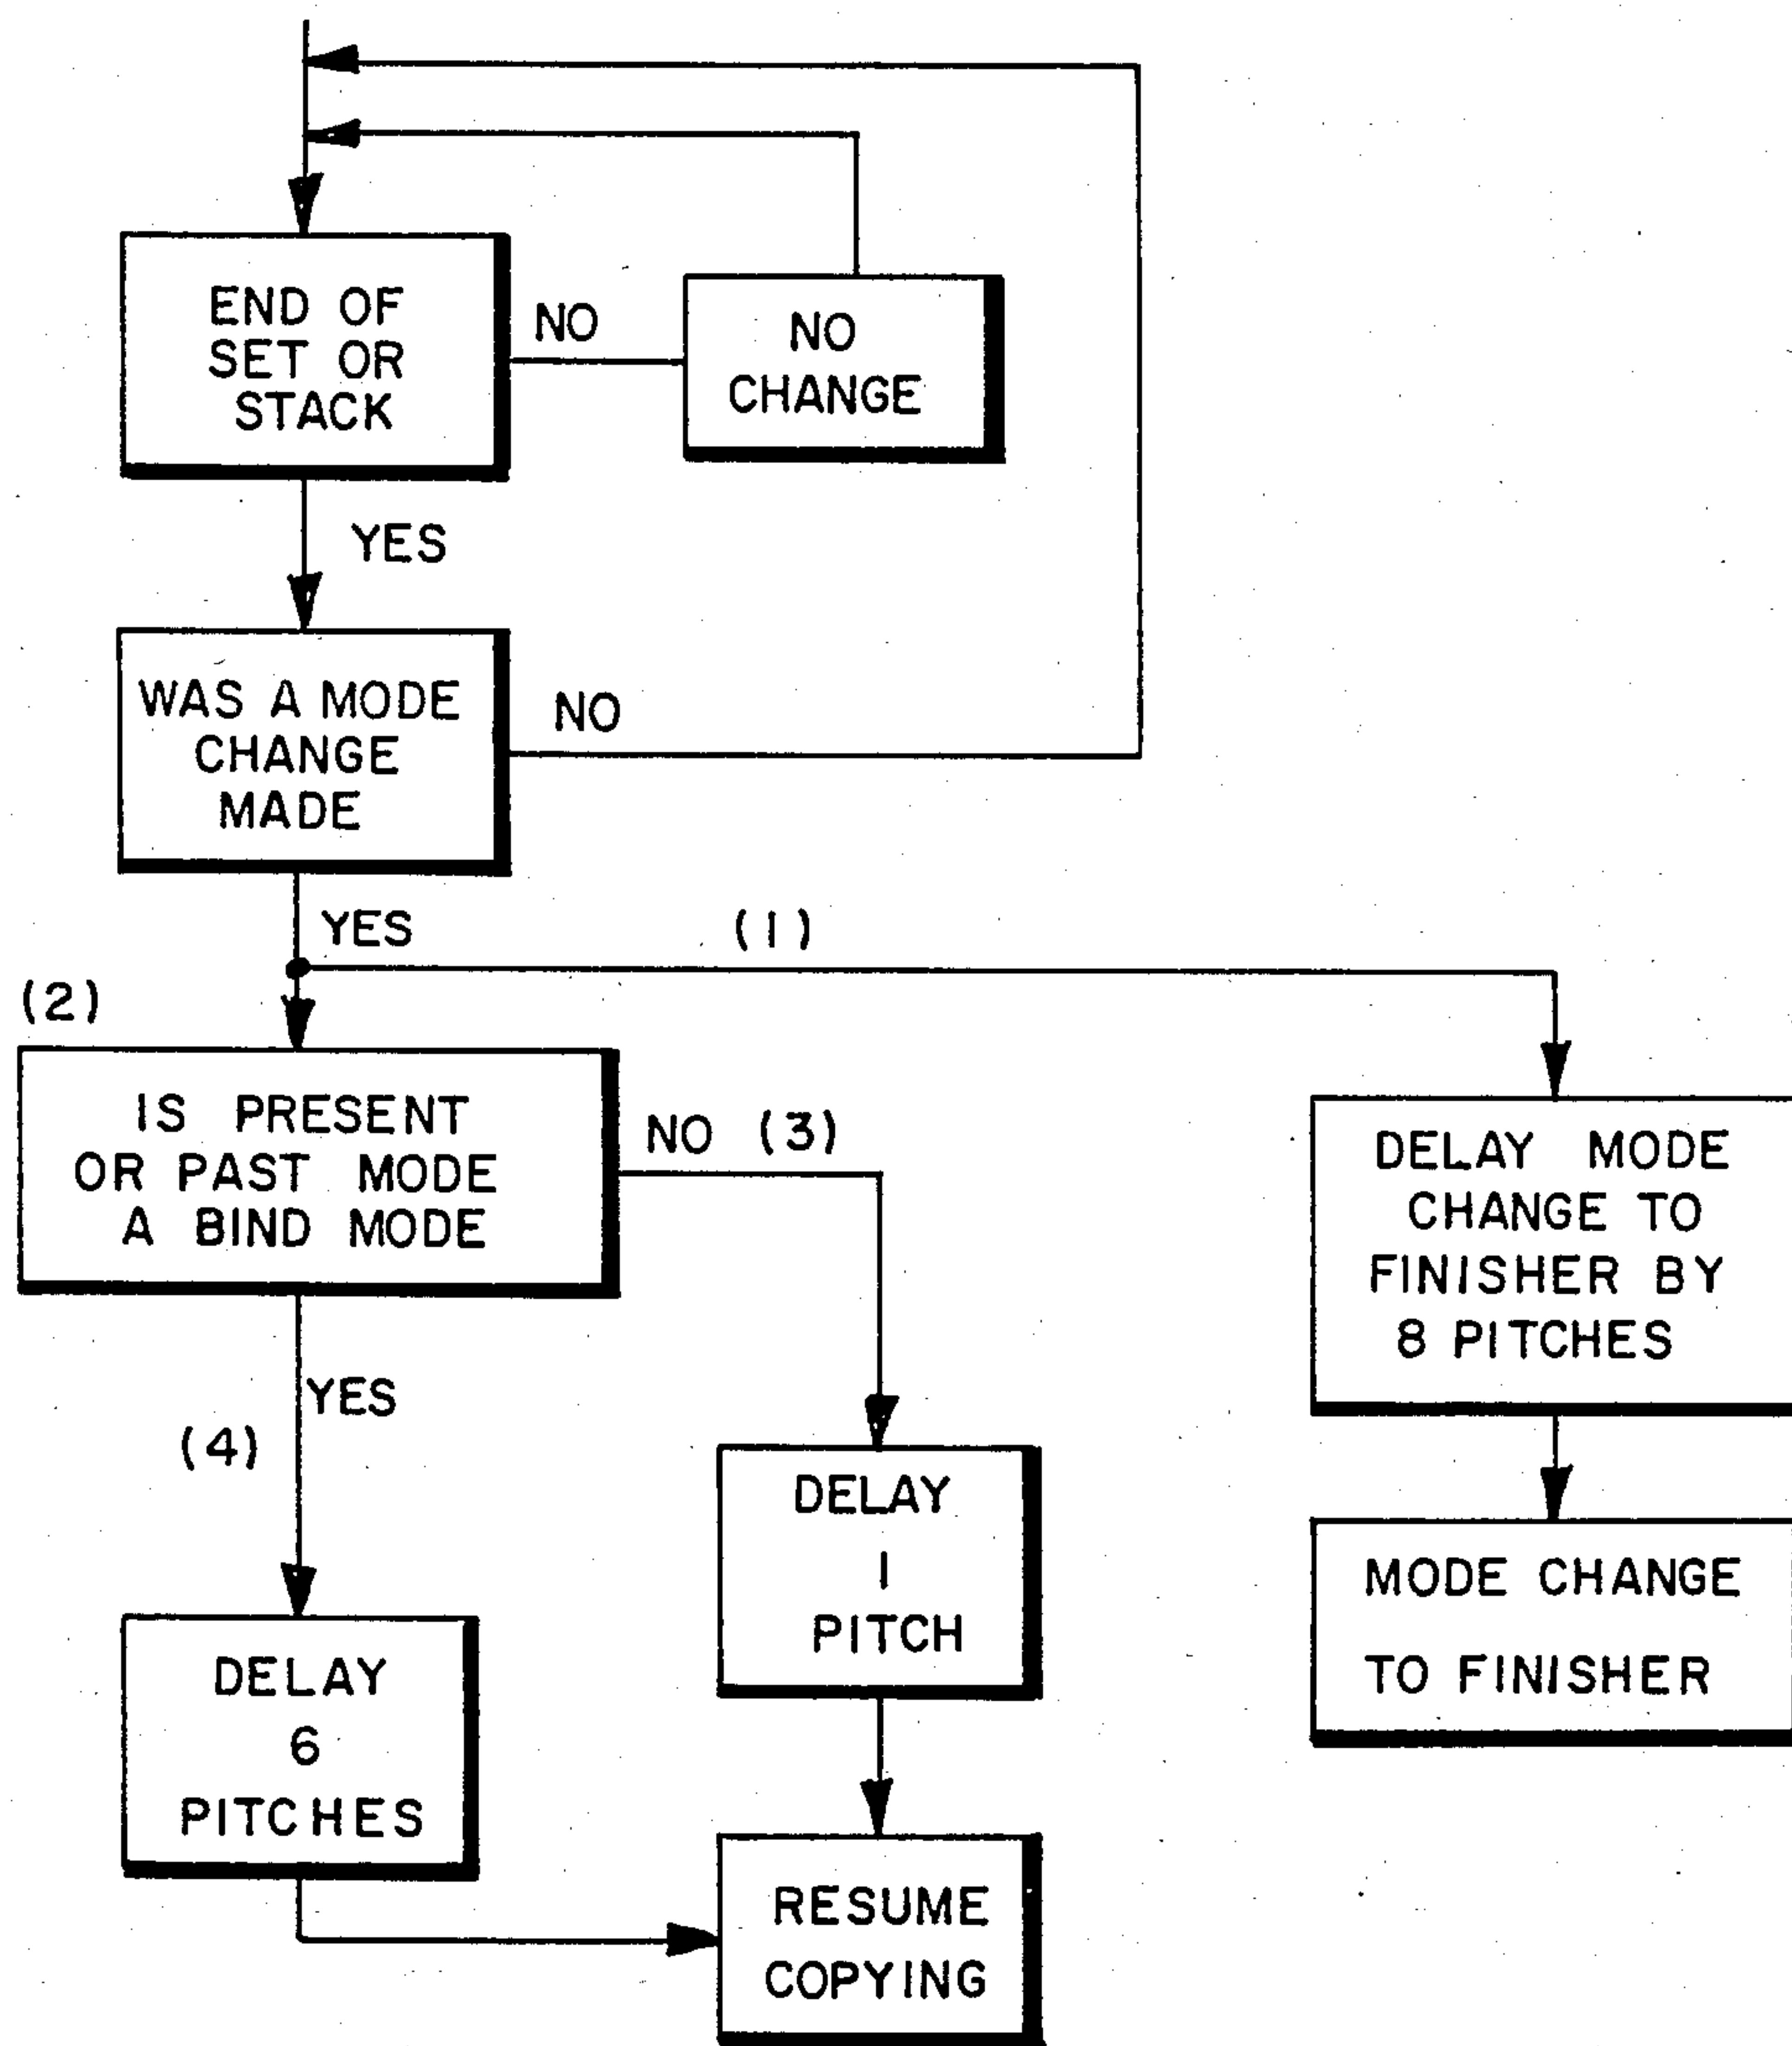 END OF
SET OR
STACK
NO
NO
CHANGE
YES
WAS A MODE
CHANGE
MADE
NO
YES
(1)
(2)
IS PRESENT
OR PAST MODE
A BIND MODE
NO (3)
DELAY MODE
CHANGE TO
FINISHER BY
8 PITCHES
YES
(4)
DELAY
1
PITCH
MODE CHANGE
TO FINISHER
DELAY
6
PITCHES
RESUME
COPYING